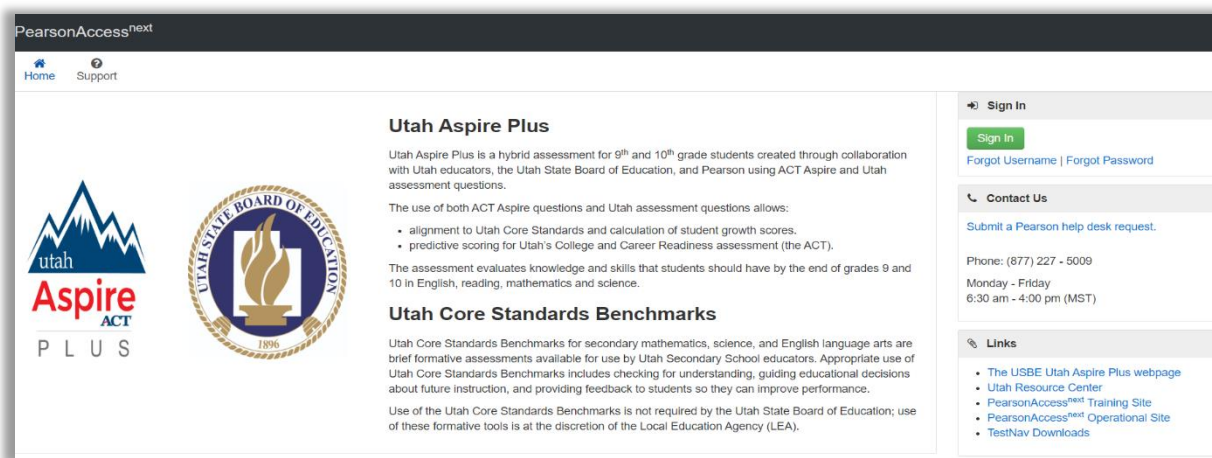 PearsonAccessnext
Home
Support
utah
Aspire
ACT
PLUS
UTAH STATE BOARD OF EDUCATION
1896
Utah Aspire Plus
Utah Aspire Plus is a hybrid assessment for 9th and 10th grade students created through collaboration
with Utah educators, the Utah State Board of Education, and Pearson using ACT Aspire and Utah
assessment questions.
The use of both ACT Aspire questions and Utah assessment questions allows:
• alignment to Utah Core Standards and calculation of student growth scores.
• predictive scoring for Utah's College and Career Readiness assessment (the ACT).
The assessment evaluates knowledge and skills that students should have by the end of grades 9 and
10 in English, reading, mathematics and science.
Utah Core Standards Benchmarks
Utah Core Standards Benchmarks for secondary mathematics, science, and English language arts are
brief formative assessments available for use by Utah Secondary School educators. Appropriate use of
Utah Core Standards Benchmarks includes checking for understanding, guiding educational decisions
about future instruction, and providing feedback to students so they can improve performance.
Use of the Utah Core Standards Benchmarks is not required by the Utah State Board of Education; use
of these formative tools is at the discretion of the Local Education Agency (LEA).
Sign In
Sign In
Forgot Username | Forgot Password
Contact Us
Submit a Pearson help desk request.
Phone: (877) 227 - 5009
Monday - Friday
6:30 am - 4:00 pm (MST)
Links
• The USBE Utah Aspire Plus webpage
• Utah Resource Center
• PearsonAccessnext Training Site
• PearsonAccessnext Operational Site
• TestNav Downloads